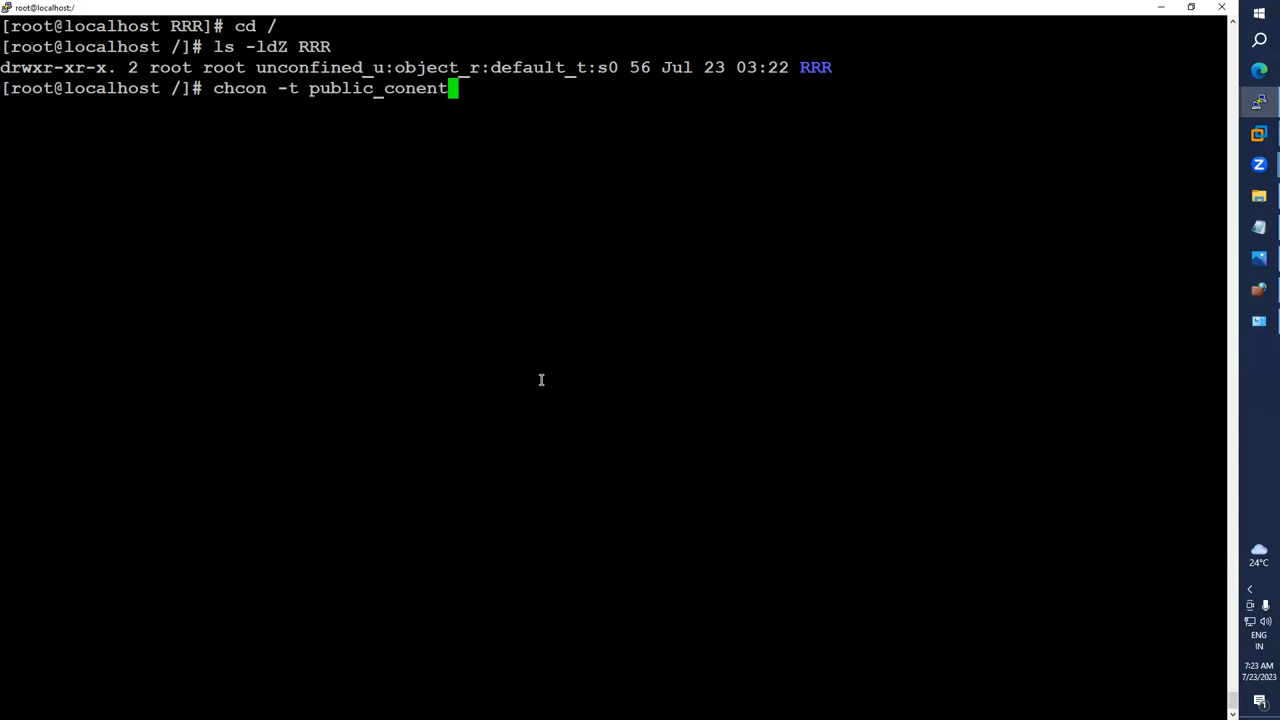 root@localhost:/
[root@localhost RRR]# cd /
[root@localhost /]# ls -ldZ RRR
drwxr-xr-x. 2 root root unconfined_u:object_r:default_t:s0 56 Jul 23 03:22 RRR
[root@localhost /]# chcon -t public_conent
Z
24°C
ENG
IN
7:23 AM
7/23/2023
1